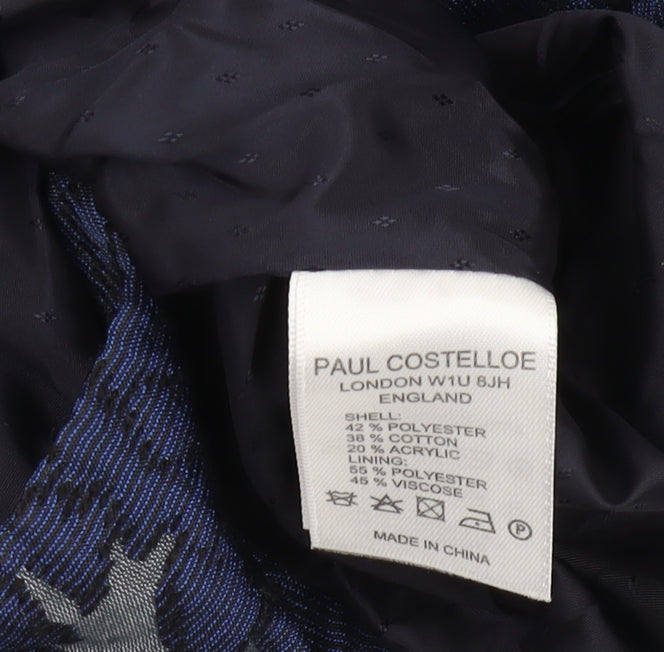 PAUL COSTELLOE
LONDON W1U 8JH
ENGLAND
SHELL:
42 % POLYESTER
38 % COTTON
20 % ACRYLIC
LINING:
55 % POLYESTER
45 % VISCOSE
P
MADE IN CHINA